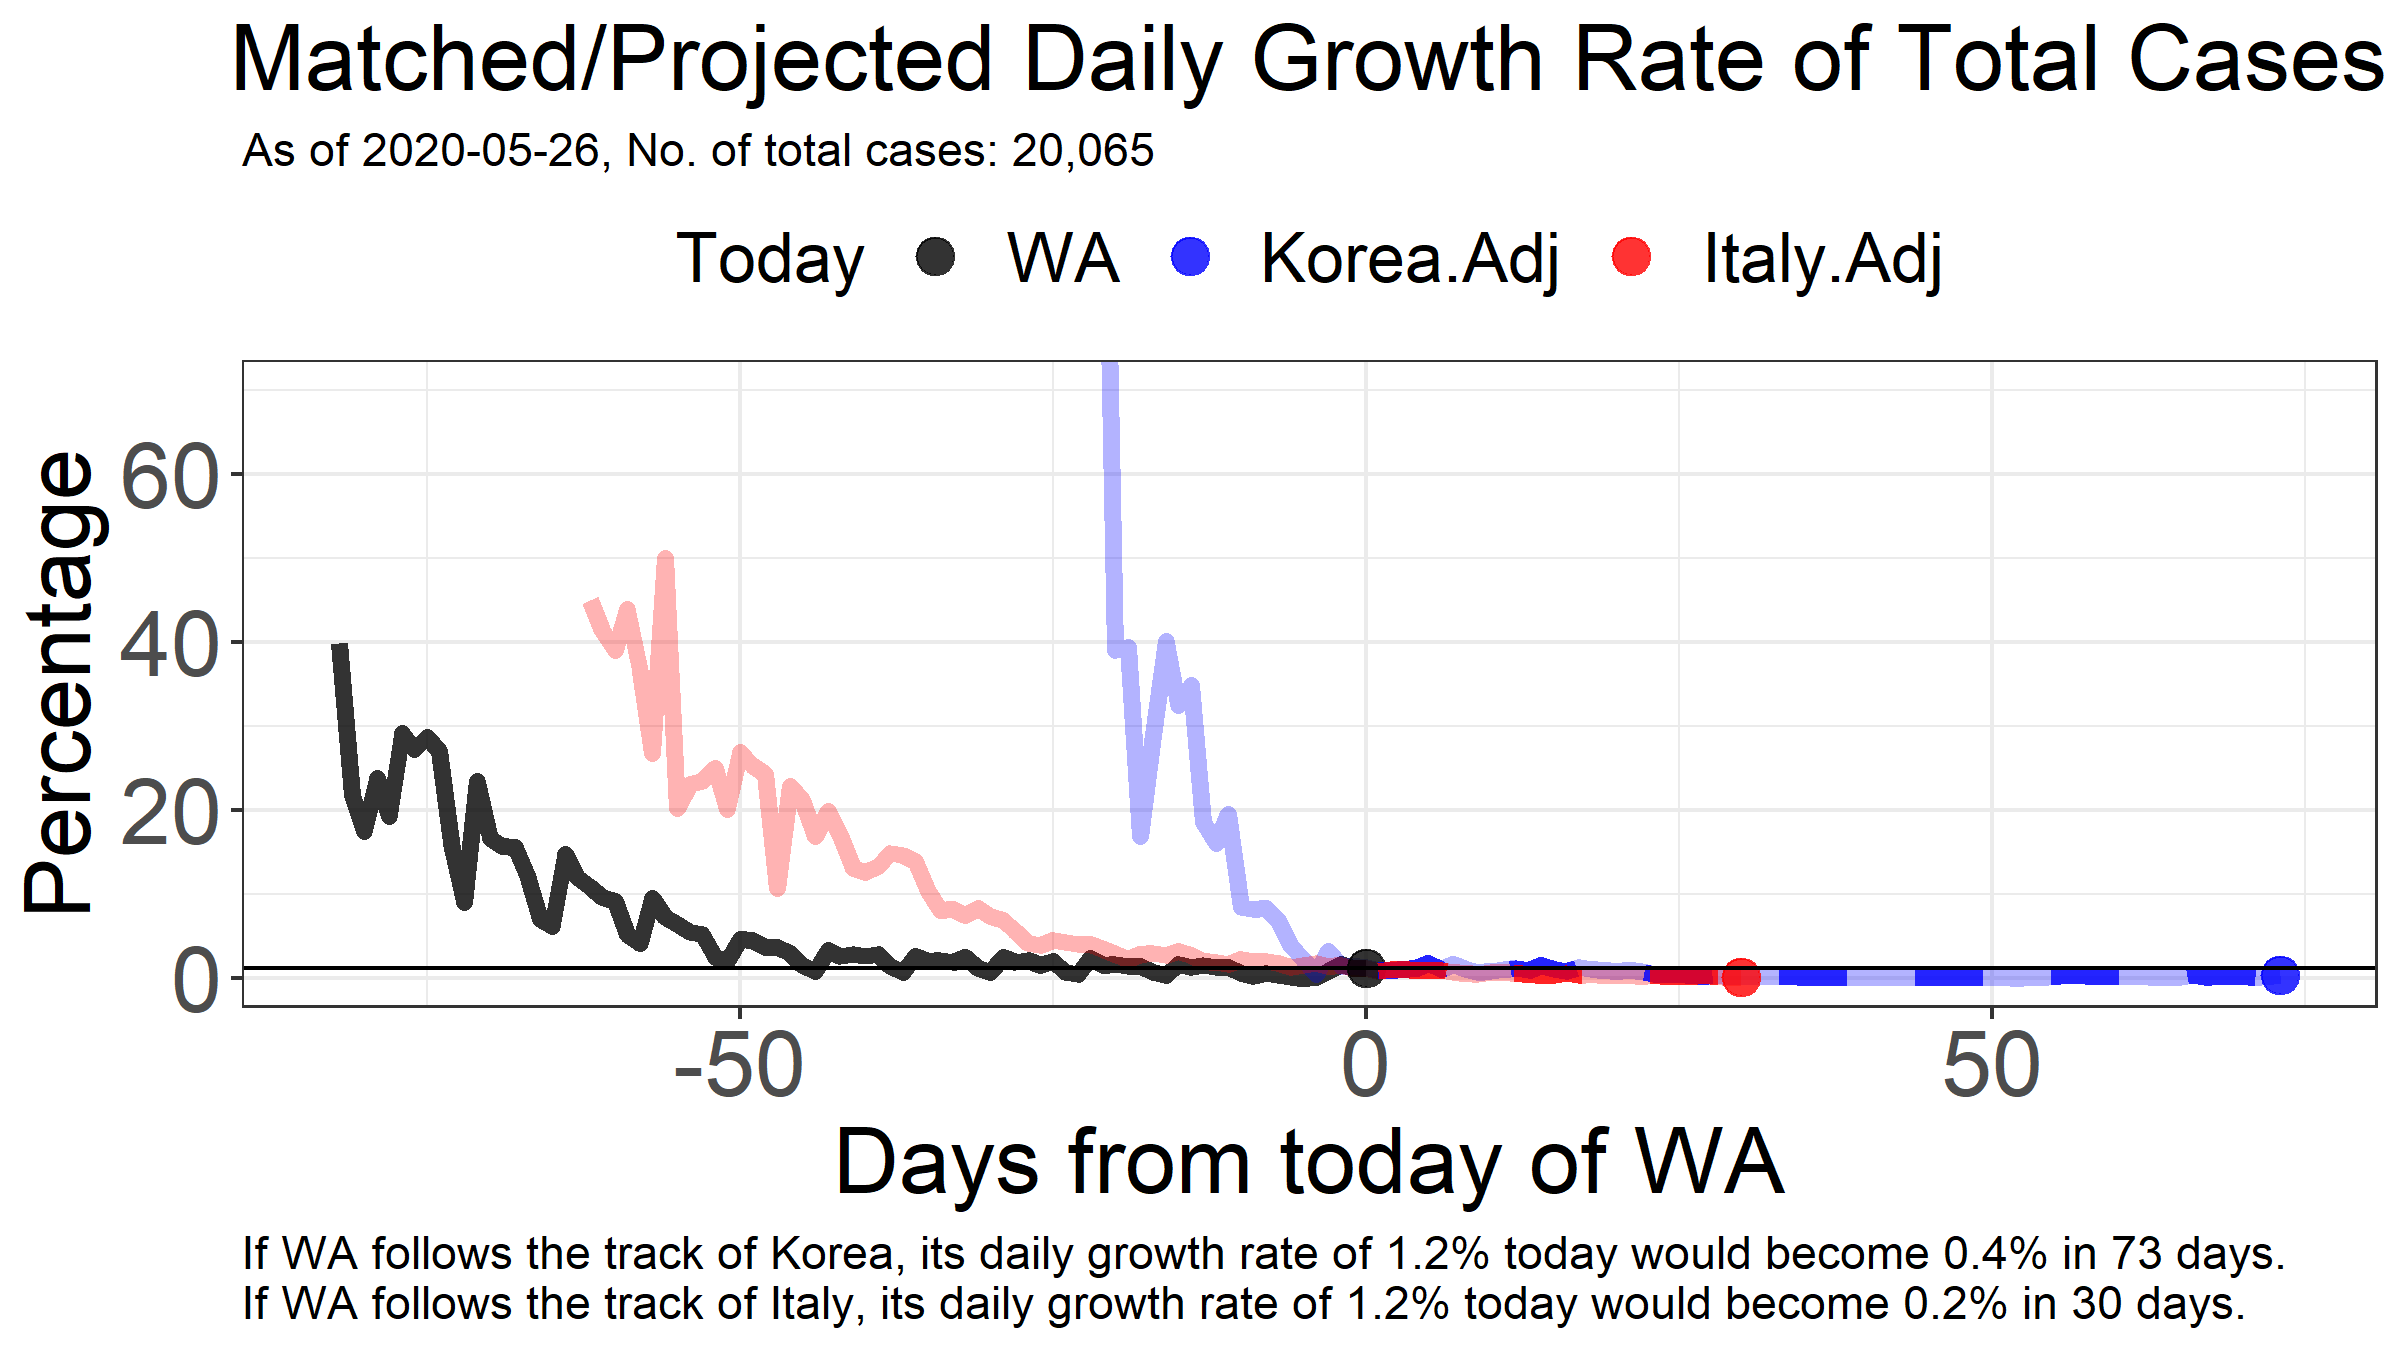 Matched/Projected Daily Growth Rate of Total Cases
As of 2020-05-26, No. of total cases: 20,065
Today WA Korea.Adj Italy.Adj
Percentage
60
40
20
0
-50 0 50
Days from today of WA
If WA follows the track of Korea, its daily growth rate of 1.2% today would become 0.4% in 73 days.
If WA follows the track of Italy, its daily growth rate of 1.2% today would become 0.2% in 30 days.